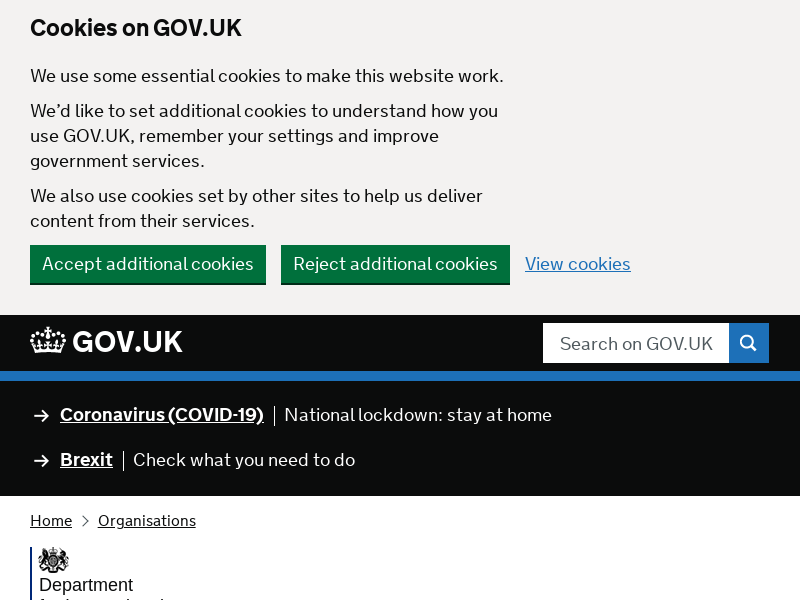 Cookies on GOV.UK
We use some essential cookies to make this website work.
We’d like to set additional cookies to understand how you
use GOV.UK, remember your settings and improve
government services.
We also use cookies set by other sites to help us deliver
content from their services.
Accept additional cookies Reject additional cookies View cookies
GOV.UK Search on GOV.UK
Coronavirus (COVID-19) National lockdown: stay at home
Brexit Check what you need to do
Home Organisations
Department